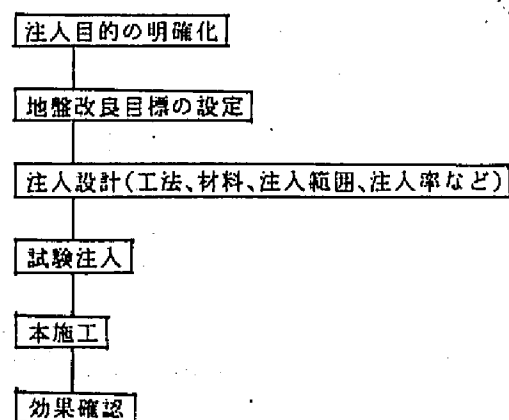 注入目的の明確化
地盤改良目標の設定
注入設計(工法、材料、注入範囲、注入率など)
試験注入
本施工
効果確認